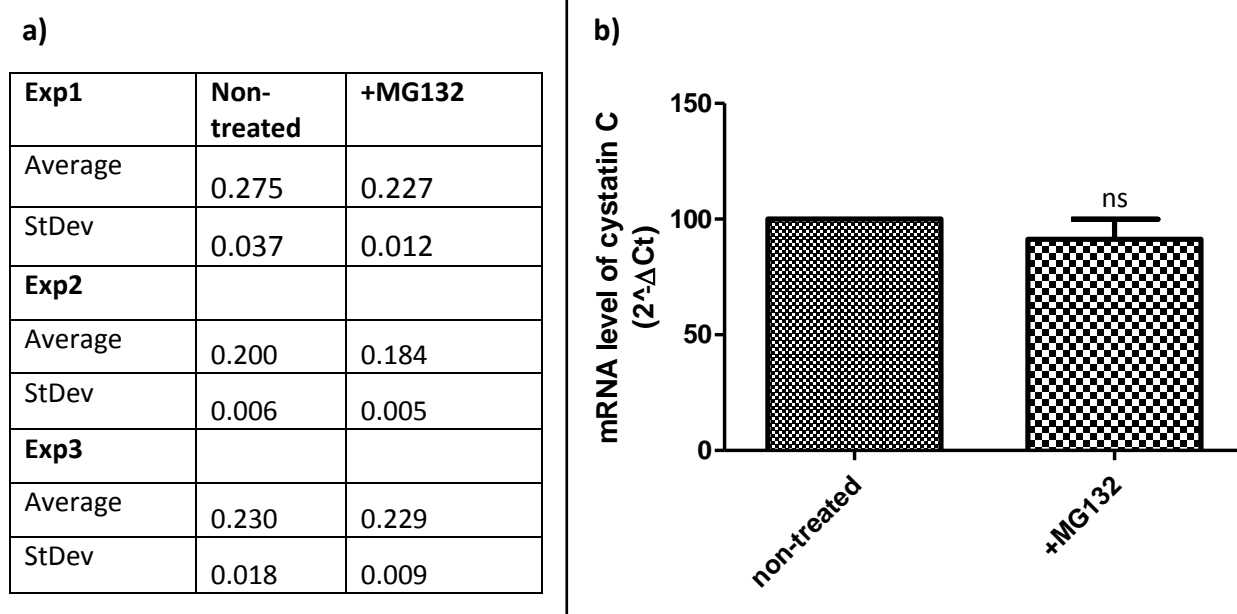 a)
Exp1 Non-treated +MG132
Average 0.275 0.227
StDev 0.037 0.012
Exp2
Average 0.200 0.184
StDev 0.006 0.005
Exp3
Average 0.230 0.229
StDev 0.018 0.009
b)
mRNA level of cystatin C
(2^-ΔCt)
150
100
50
0
ns
non-treated
+MG132